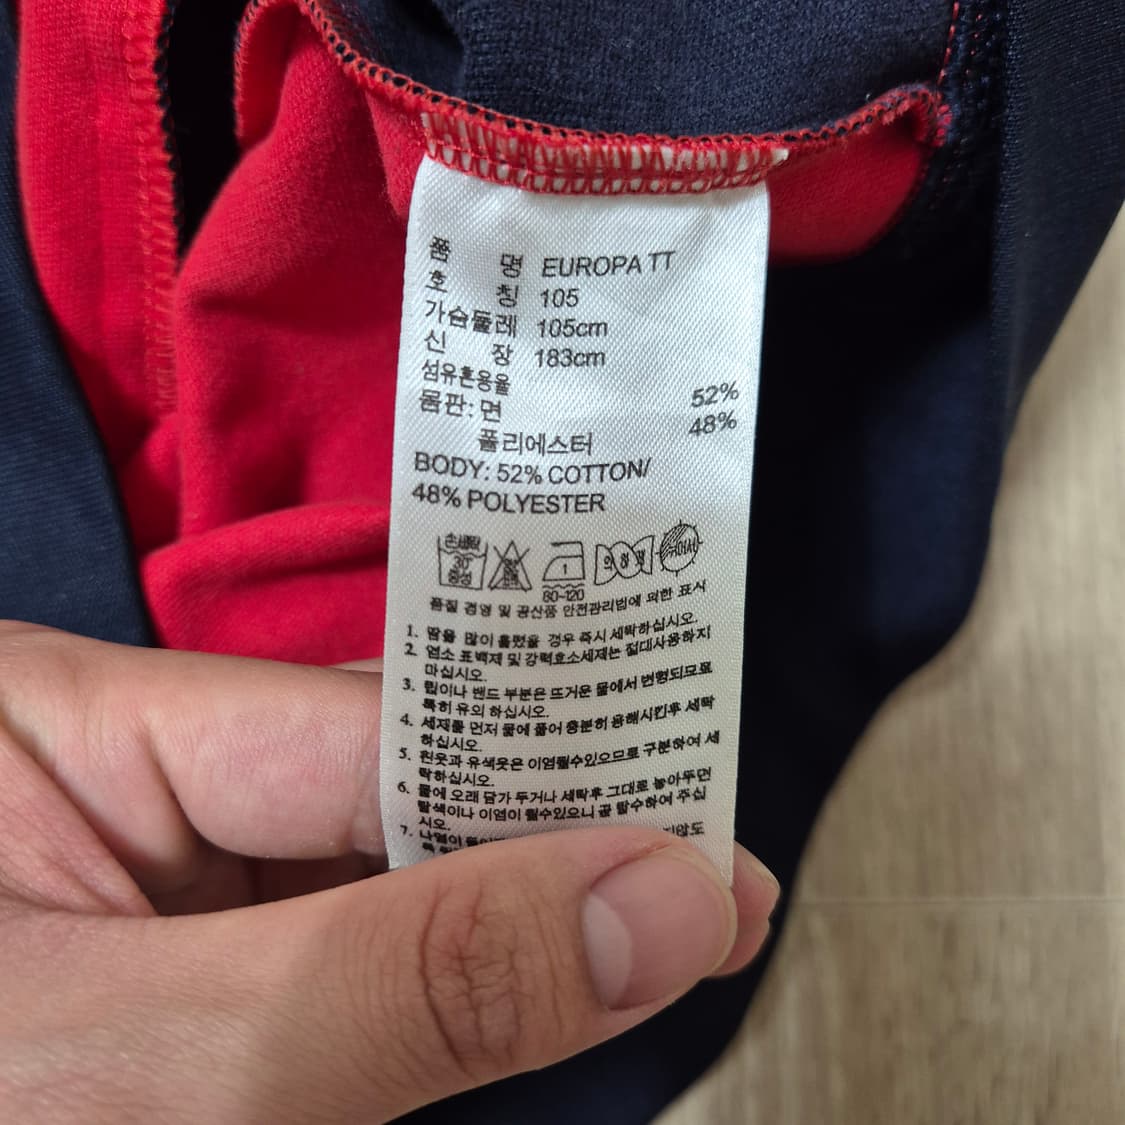 품 명 EUROPA TT
호 칭 105
가슴둘레 105cm
신 장 183cm
섬유혼용율
몸판: 면 52%
폴리에스터 48%
BODY: 52% COTTON/
48% POLYESTER
손세탁
30°
중성
1
80~120
품질 경영 및 공산품 안전관리법에 의한 표시
1. 땀을 많이 흘렸을 경우 즉시 세탁하십시오.
2. 염소 표백제 및 강력효소세제는 절대사용하지
마십시오.
3. 립이나 밴드 부분은 뜨거운 물에서 변형되므로
특히 유의 하십시오.
4. 세제를 먼저 물에 풀어 충분히 용해시킨후 세탁
하십시오.
5. 흰옷과 유색옷은 이염될수있으므로 구분하여 세
탁하십시오.
6. 물에 오래 담가 두거나 세탁후 그대로 놓아두면
탈색이나 이염이 될수있으니 꼭 탈수하여 주십
시오.
7.